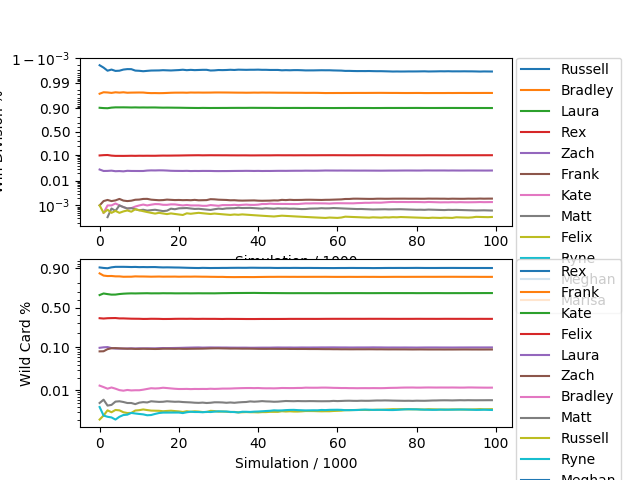 1 − 10⁻³
0.99
0.90
0.50
0.10
0.01
10⁻³
0 20 40 60 80 100
Russell
Bradley
Laura
Rex
Zach
Frank
Kate
Matt
Felix
Ryne
Meghan
Marisa
Simulation / 1000
Win Division %
0.90
0.50
0.10
0.01
Wild Card %
0 20 40 60 80 100
Simulation / 1000
Rex
Frank
Kate
Felix
Laura
Zach
Bradley
Matt
Russell
Ryne
Meghan